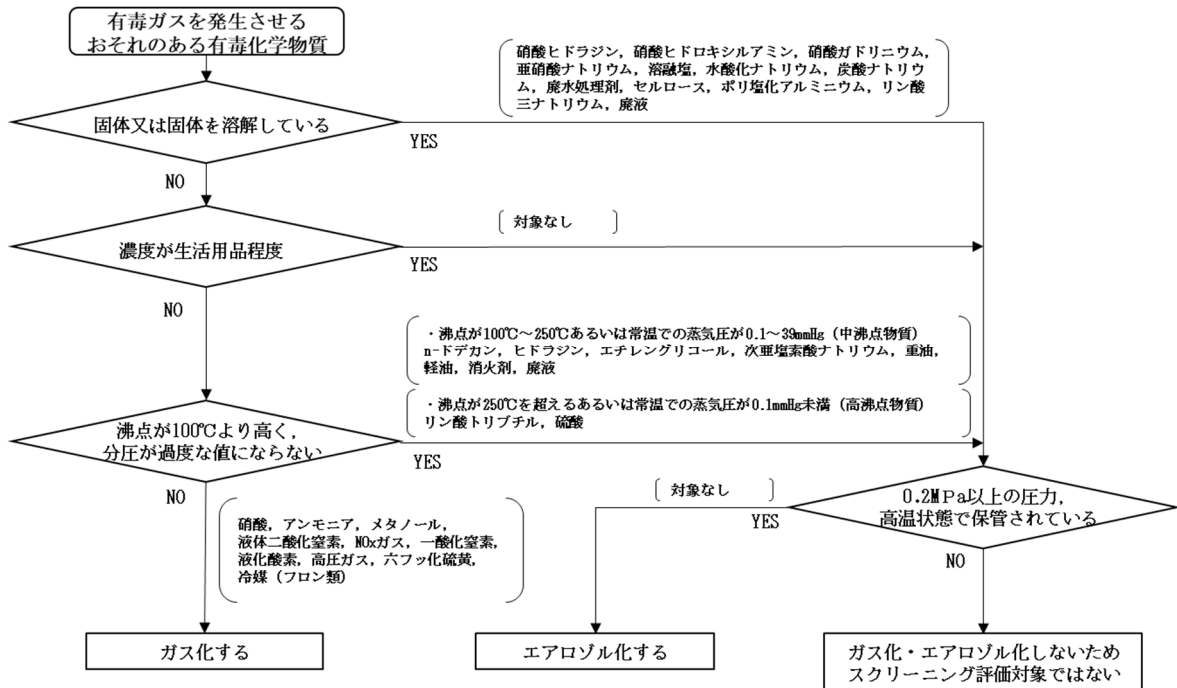 有毒ガスを発生させる
おそれのある有毒化学物質
硝酸ヒドラジン，硝酸ヒドロキシルアミン，硝酸ガドリニウム，
亜硝酸ナトリウム，溶融塩，水酸化ナトリウム，炭酸ナトリウ
ム，廃水処理剤，セルロース，ポリ塩化アルミニウム，リン酸
三ナトリウム，廃液
固体又は固体を溶解している
YES
NO
対象なし
濃度が生活用品程度
YES
NO
・沸点が100℃～250℃あるいは常温での蒸気圧が0.1～39mmHg（中沸点物質）
n-ドデカン，ヒドラジン，エチレングリコール，次亜塩素酸ナトリウム，重油，
軽油，消火剤，廃液
・沸点が250℃を超えるあるいは常温での蒸気圧が0.1mmHg未満（高沸点物質）
リン酸トリブチル，硫酸
沸点が100℃より高く，
分圧が過度な値にならない
YES
NO
対象なし
0.2MPa以上の圧力，
高温状態で保管されている
YES
NO
硝酸，アンモニア，メタノール，
液体二酸化窒素，NOxガス，一酸化窒素，
液化酸素，高圧ガス，六フッ化硫黄，
冷媒（フロン類）
ガス化する
エアロゾル化する
ガス化・エアロゾル化しないため
スクリーニング評価対象ではない